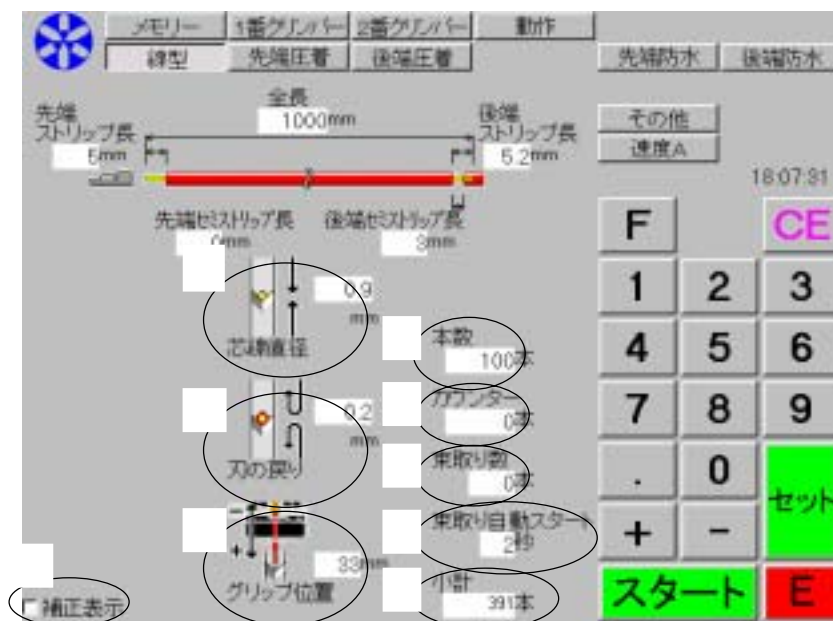 メモリー 1番グリンパー 2番グリンパー 動作
線型 先端圧着 後端圧着 先端防水 後端防水
全長
1000mm
先端
ストリップ長
5mm
後端
ストリップ長
5.2mm
その他
速度A
18:07:31
先端セミストリップ長 後端セミストリップ長
0mm 3mm
F CE
0.9
mm
芯線直径
1 2 3
本数
100本
4 5 6
カウンター
0本
0.2
mm
刃の戻り
7 8 9
束取り数
0本
. 0 セット
束取り自動スタート
2秒
+ -
33mm
グリップ位置
小計
391本
スタート E
補正表示